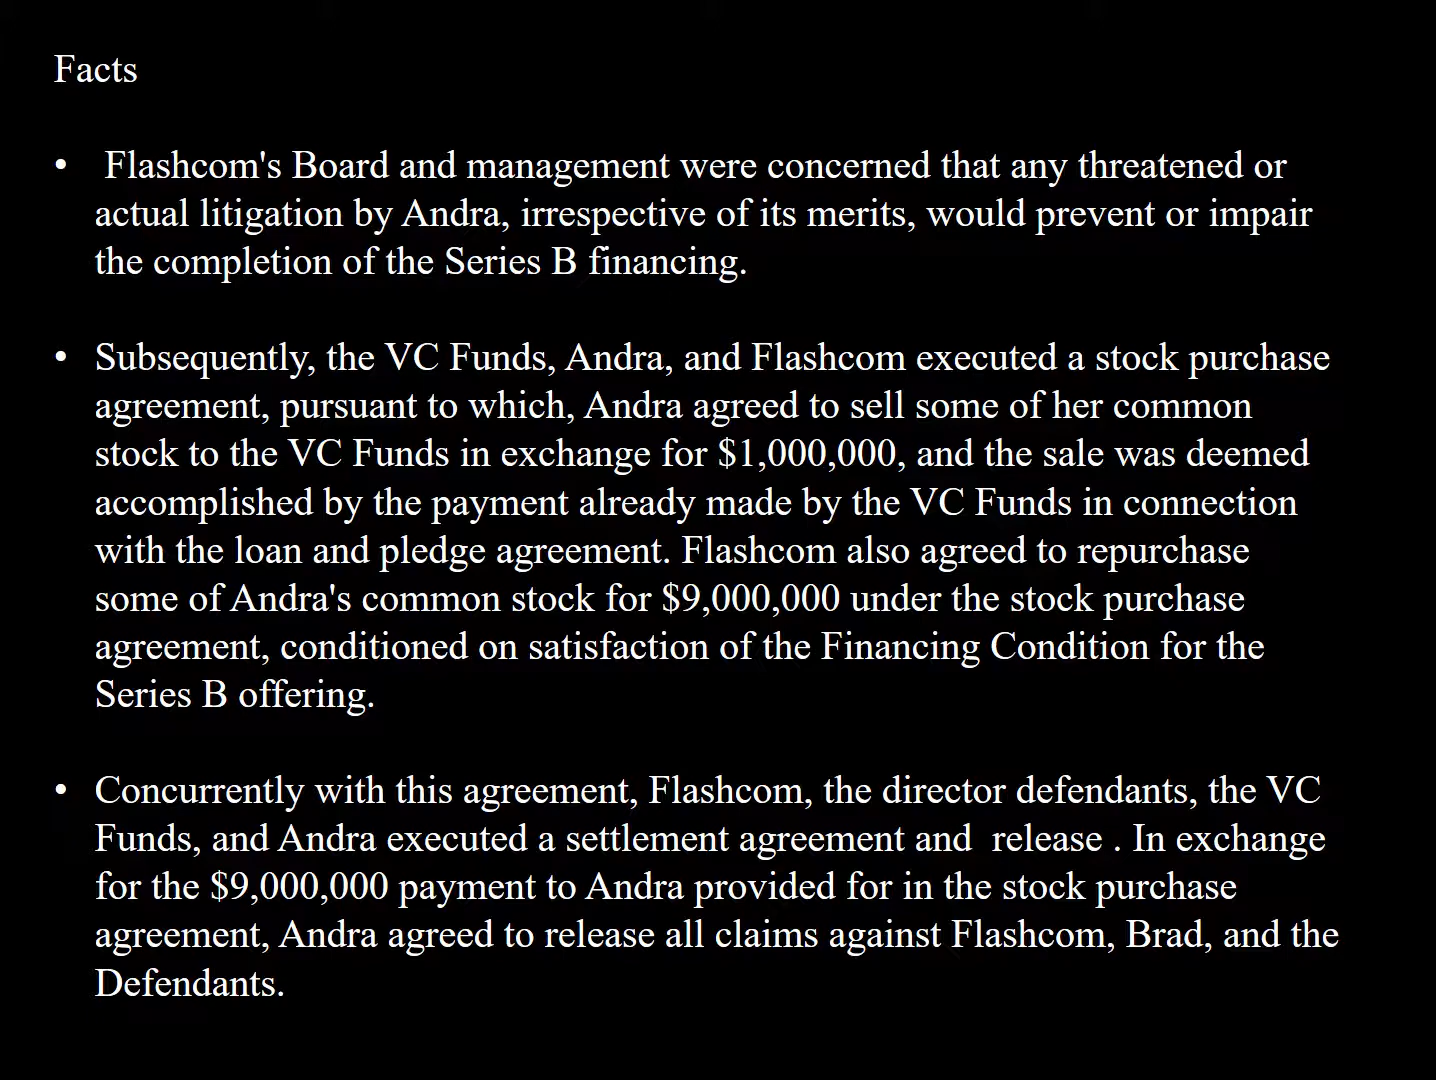 Facts
• Flashcom's Board and management were concerned that any threatened or
actual litigation by Andra, irrespective of its merits, would prevent or impair
the completion of the Series B financing.
• Subsequently, the VC Funds, Andra, and Flashcom executed a stock purchase
agreement, pursuant to which, Andra agreed to sell some of her common
stock to the VC Funds in exchange for $1,000,000, and the sale was deemed
accomplished by the payment already made by the VC Funds in connection
with the loan and pledge agreement. Flashcom also agreed to repurchase
some of Andra's common stock for $9,000,000 under the stock purchase
agreement, conditioned on satisfaction of the Financing Condition for the
Series B offering.
• Concurrently with this agreement, Flashcom, the director defendants, the VC
Funds, and Andra executed a settlement agreement and  release . In exchange
for the $9,000,000 payment to Andra provided for in the stock purchase
agreement, Andra agreed to release all claims against Flashcom, Brad, and the
Defendants.